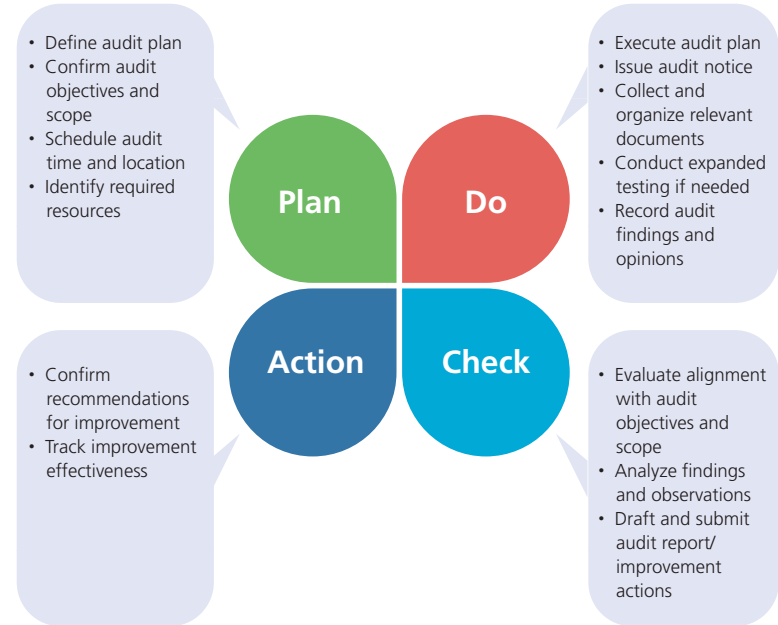 • Define audit plan
• Confirm audit
objectives and
scope
• Schedule audit
time and location
• Identify required
resources
Plan
Do
• Execute audit plan
• Issue audit notice
• Collect and
organize relevant
documents
• Conduct expanded
testing if needed
• Record audit
findings and
opinions
• Confirm
recommendations
for improvement
• Track improvement
effectiveness
Action
Check
• Evaluate alignment
with audit
objectives and
scope
• Analyze findings
and observations
• Draft and submit
audit report/
improvement
actions